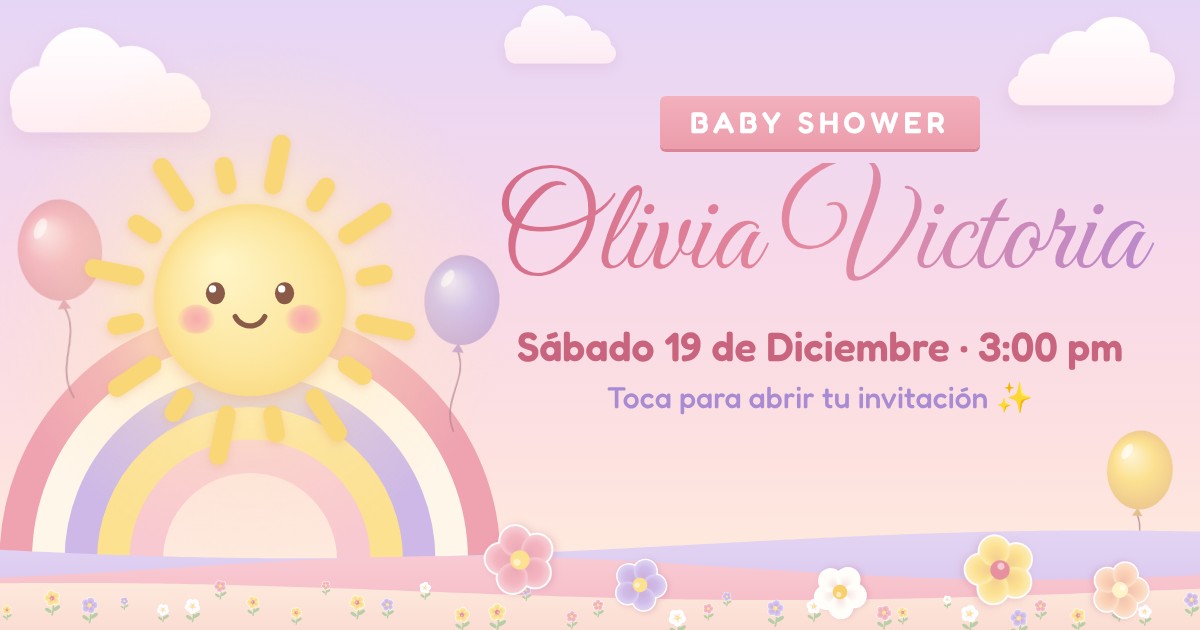 BABY SHOWER
Olivia Victoria
Sábado 19 de Diciembre · 3:00 pm
Toca para abrir tu invitación ✨